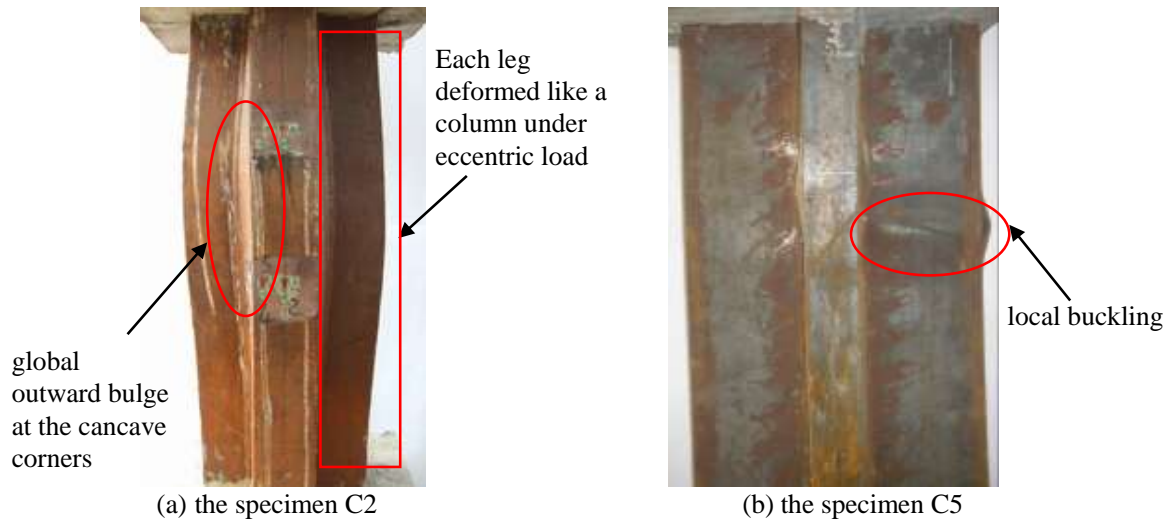 Each leg
deformed like a
column under
eccentric load
global
outward bulge
at the cancave
corners
local buckling
(a) the specimen C2
(b) the specimen C5